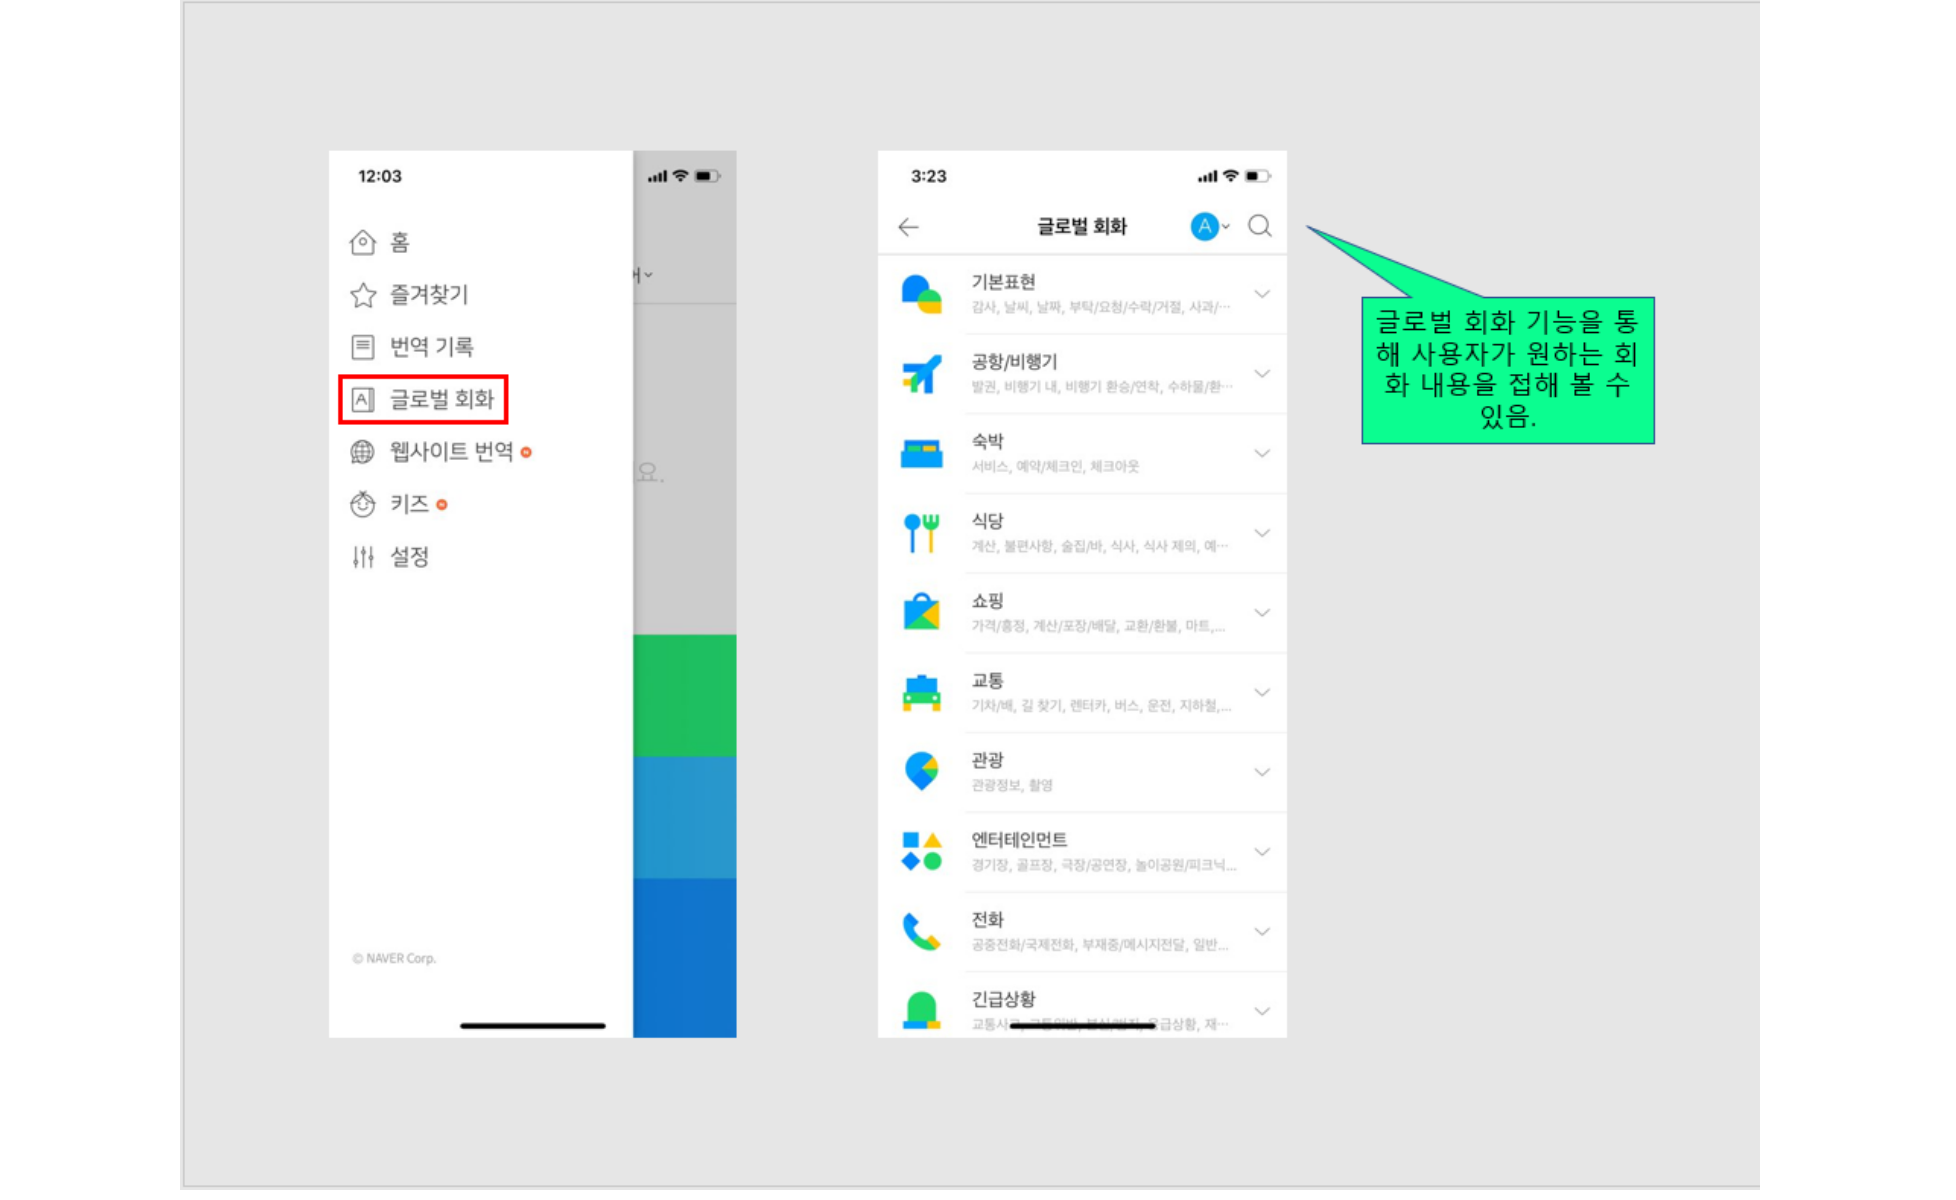 12:03
홈
즐겨찾기
번역 기록
글로벌 회화
웹사이트 번역
키즈
설정
© NAVER Corp.
요.
3:23
글로벌 회화
A
기본표현
감사, 날씨, 날짜, 부탁/요청/수락/거절, 사과/…
공항/비행기
발권, 비행기 내, 비행기 환승/연착, 수하물/환…
숙박
서비스, 예약/체크인, 체크아웃
식당
계산, 불편사항, 술집/바, 식사, 식사 제의, 예…
쇼핑
가격/흥정, 계산/포장/배달, 교환/환불, 마트,...
교통
기차/배, 길 찾기, 렌터카, 버스, 운전, 지하철,...
관광
관광정보, 촬영
엔터테인먼트
경기장, 골프장, 극장/공연장, 놀이공원/피크닉...
전화
공중전화/국제전화, 부재중/메시지전달, 일반...
긴급상황
교통사고, 교통위반, 분실/범죄, 응급상황, 재…
글로벌 회화 기능을 통
해 사용자가 원하는 회
화 내용을 접해 볼 수
있음.